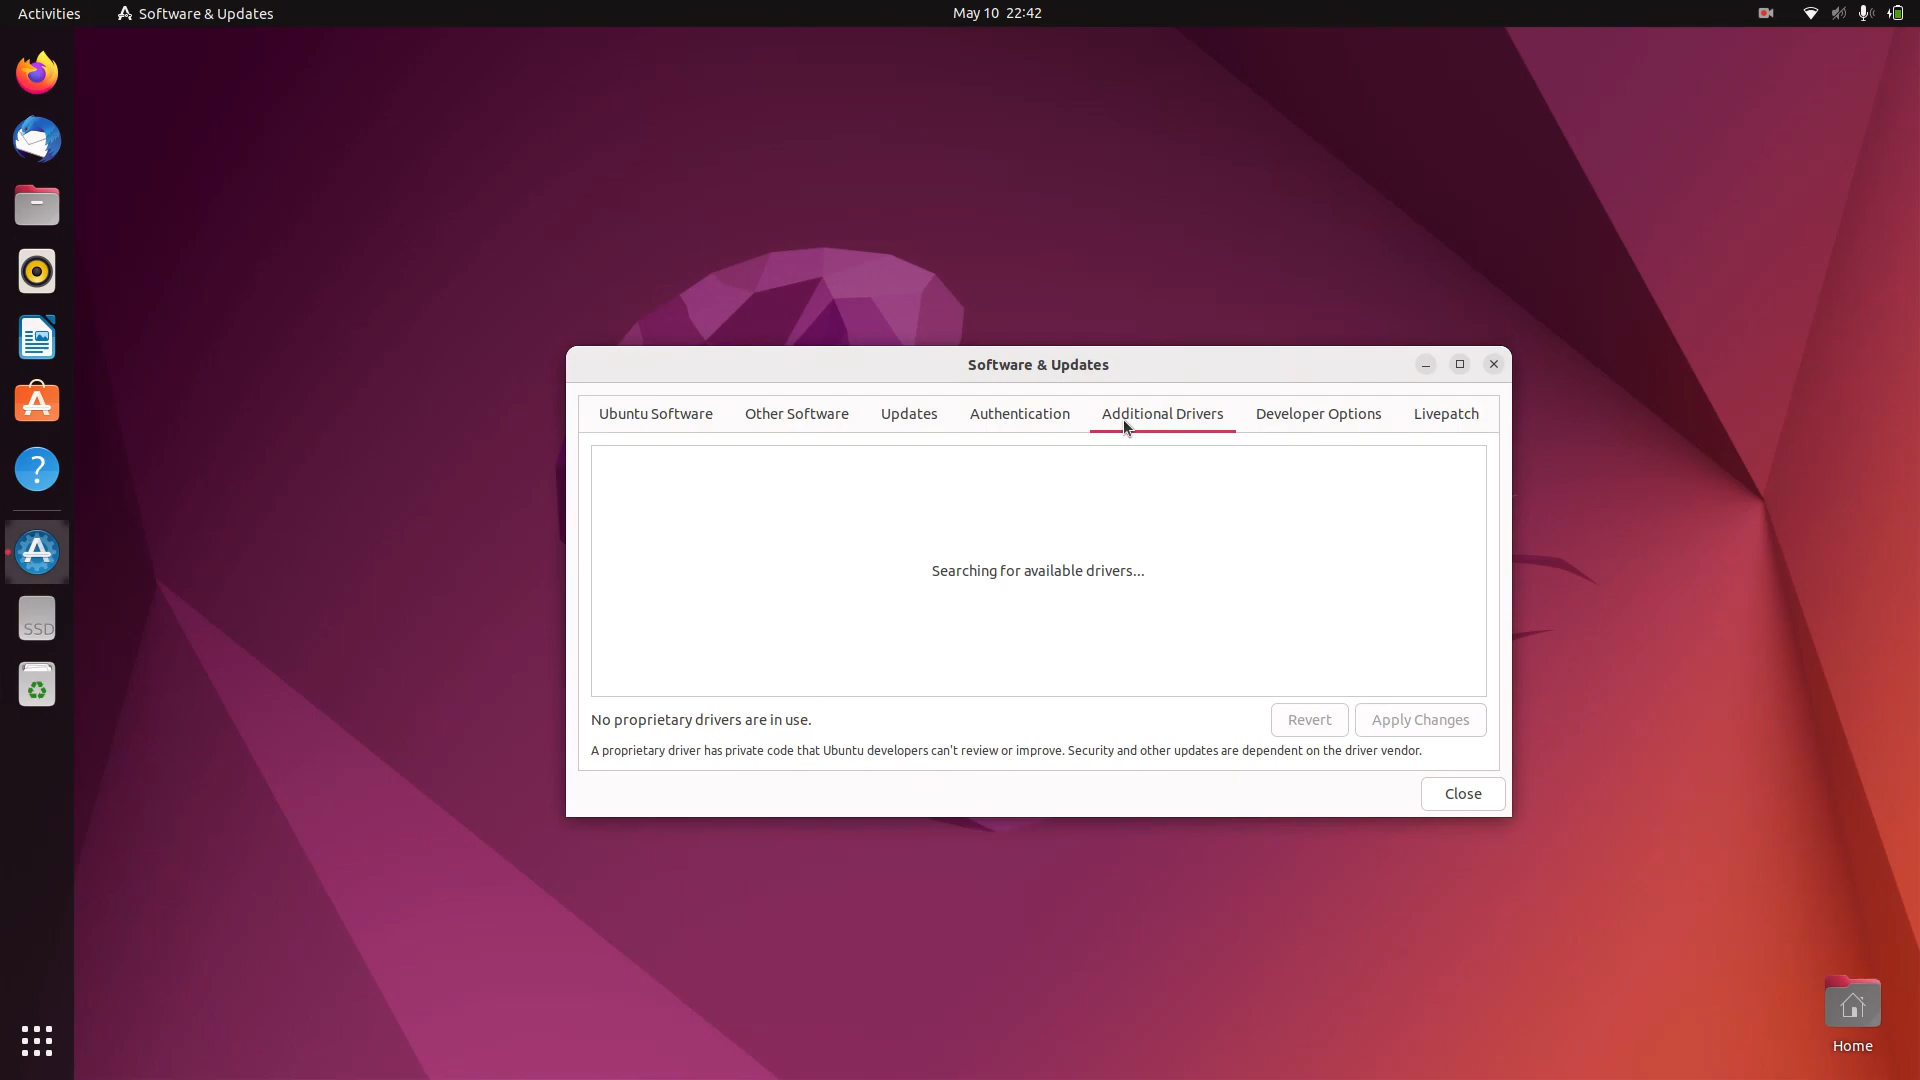 Activities
Software & Updates
May 10 22:42
Software & Updates
Ubuntu Software
Other Software
Updates
Authentication
Additional Drivers
Developer Options
Livepatch
Searching for available drivers...
No proprietary drivers are in use.
Revert
Apply Changes
A proprietary driver has private code that Ubuntu developers can't review or improve. Security and other updates are dependent on the driver vendor.
Close
SSD
Home